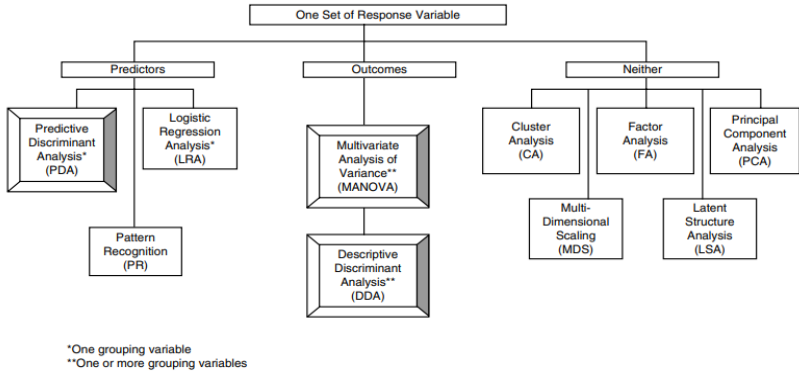 One Set of Response Variable
Predictors
Outcomes
Neither
Predictive
Discriminant
Analysis*
(PDA)
Logistic
Regression
Analysis*
(LRA)
Pattern
Recognition
(PR)
Multivariate
Analysis of
Variance**
(MANOVA)
Descriptive
Discriminant
Analysis**
(DDA)
Cluster
Analysis
(CA)
Factor
Analysis
(FA)
Principal
Component
Analysis
(PCA)
Multi-
Dimensional
Scaling
(MDS)
Latent
Structure
Analysis
(LSA)
*One grouping variable
**One or more grouping variables